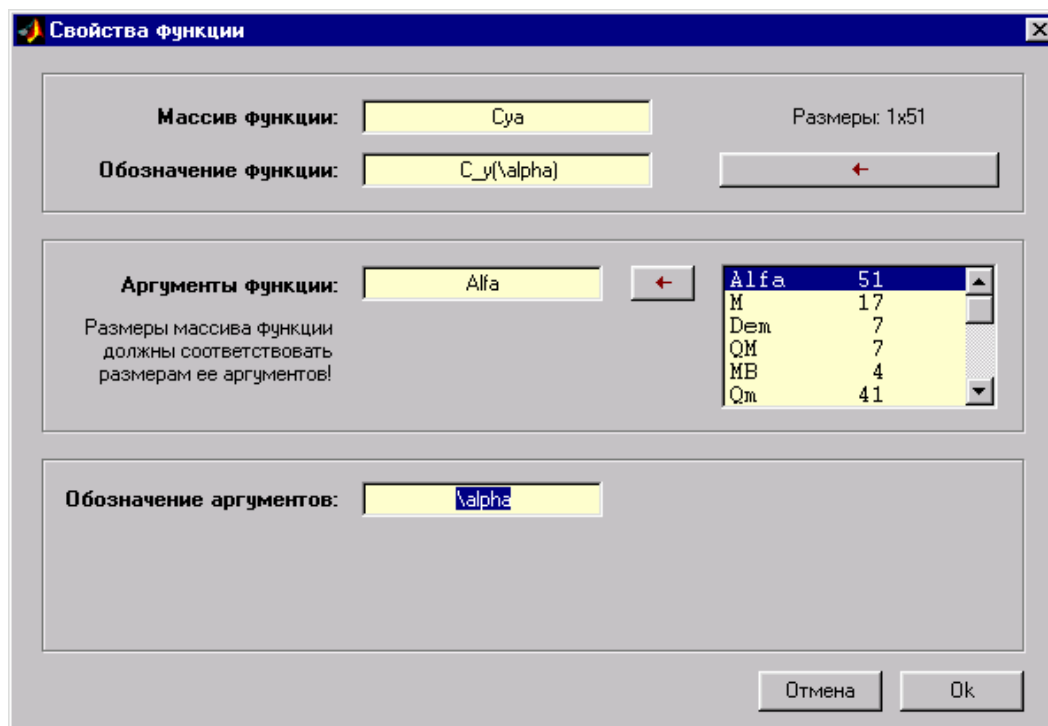 Свойства функции
Массив функции: Cya Размеры: 1x51
Обозначение функции: C_y(\alpha)
Аргументы функции: Alfa
Размеры массива функции
должны соответствовать
размерам ее аргументов!
Alfa 51
M 17
Dem 7
QM 7
MB 4
Qm 41
Обозначение аргументов: \alpha
Отмена Ok